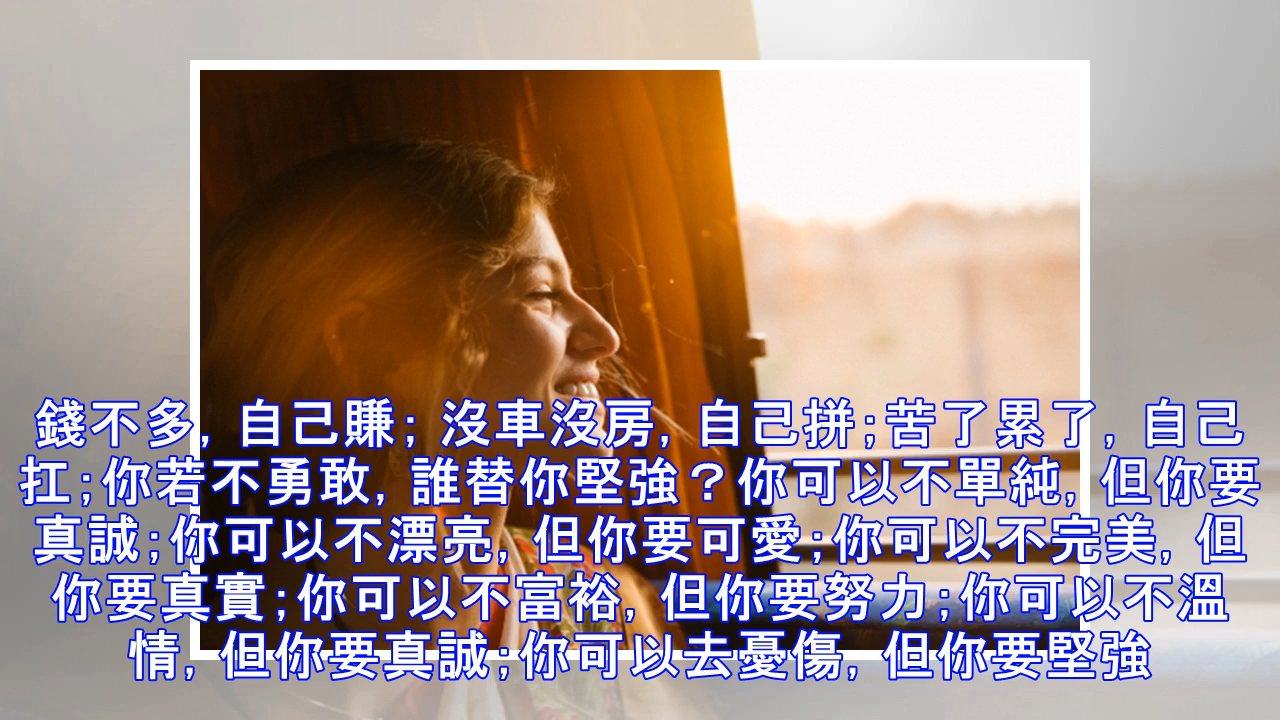 錢不多, 自己賺; 沒車沒房, 自己拼;苦了累了, 自己
扛;你若不勇敢, 誰替你堅強？你可以不單純, 但你要
真誠;你可以不漂亮, 但你要可愛;你可以不完美, 但
你要真實;你可以不富裕, 但你要努力;你可以不溫
情, 但你要真誠;你可以去憂傷, 但你要堅強